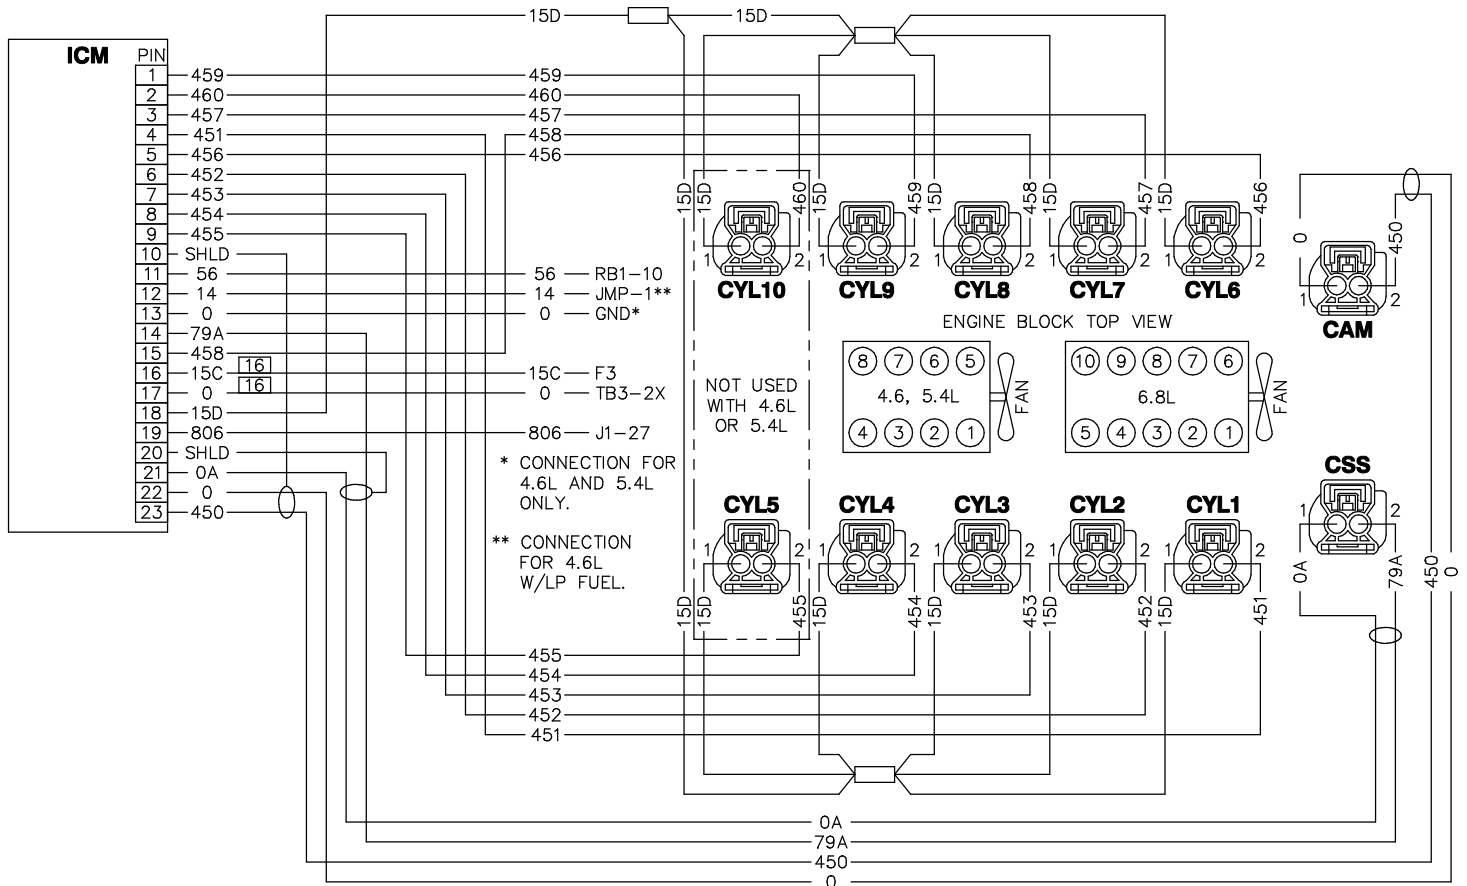 15D 15D
ICM PIN
1 459 459
2 460 460
3 457 457
4 451 458
5 456 456
6 452
7 453
8 454
9 455
10 SHLD
11 56 56 RB1-10
12 14 14 JMP-1**
13 0 0 GND*
14 79A
15 458
16 15C 16 15C F3
17 0 16 0 TB3-2X
18 15D
19 806 806 J1-27
20 SHLD
21 0A
22 0
23 450
* CONNECTION FOR
4.6L AND 5.4L
ONLY.
** CONNECTION
FOR 4.6L
W/LP FUEL.
15D 15D 460 15D 459 15D 458 15D 457 15D 456
1 2 1 2 1 2 1 2 1 2
CYL10 CYL9 CYL8 CYL7 CYL6
0 450
1 2
CAM
ENGINE BLOCK TOP VIEW
NOT USED
WITH 4.6L
OR 5.4L
8 7 6 5
4.6, 5.4L
4 3 2 1
FAN
10 9 8 7 6
6.8L
5 4 3 2 1
FAN
CSS
1 2
0A 79A 450 0
CYL5 CYL4 CYL3 CYL2 CYL1
1 2 1 2 1 2 1 2 1 2
15D 15D 455 15D 454 15D 453 15D 452 15D 451
455
454
453
452
451
0A
79A
450
0